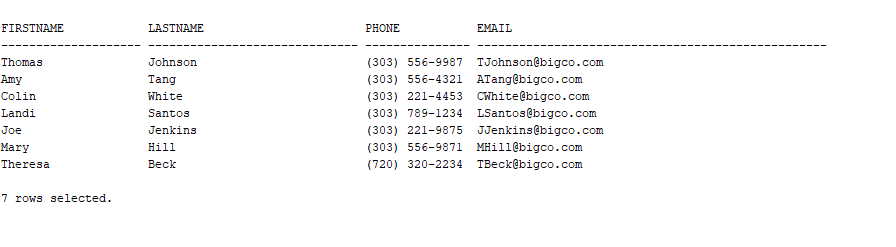 FIRSTNAME LASTNAME PHONE EMAIL
-------------------- ------------------------------ --------------- --------------------------------------------------
Thomas Johnson (303) 556-9987 TJohnson@bigco.com
Amy Tang (303) 556-4321 ATang@bigco.com
Colin White (303) 221-4453 CWhite@bigco.com
Landi Santos (303) 789-1234 LSantos@bigco.com
Joe Jenkins (303) 221-9875 JJenkins@bigco.com
Mary Hill (303) 556-9871 MHill@bigco.com
Theresa Beck (720) 320-2234 TBeck@bigco.com
7 rows selected.